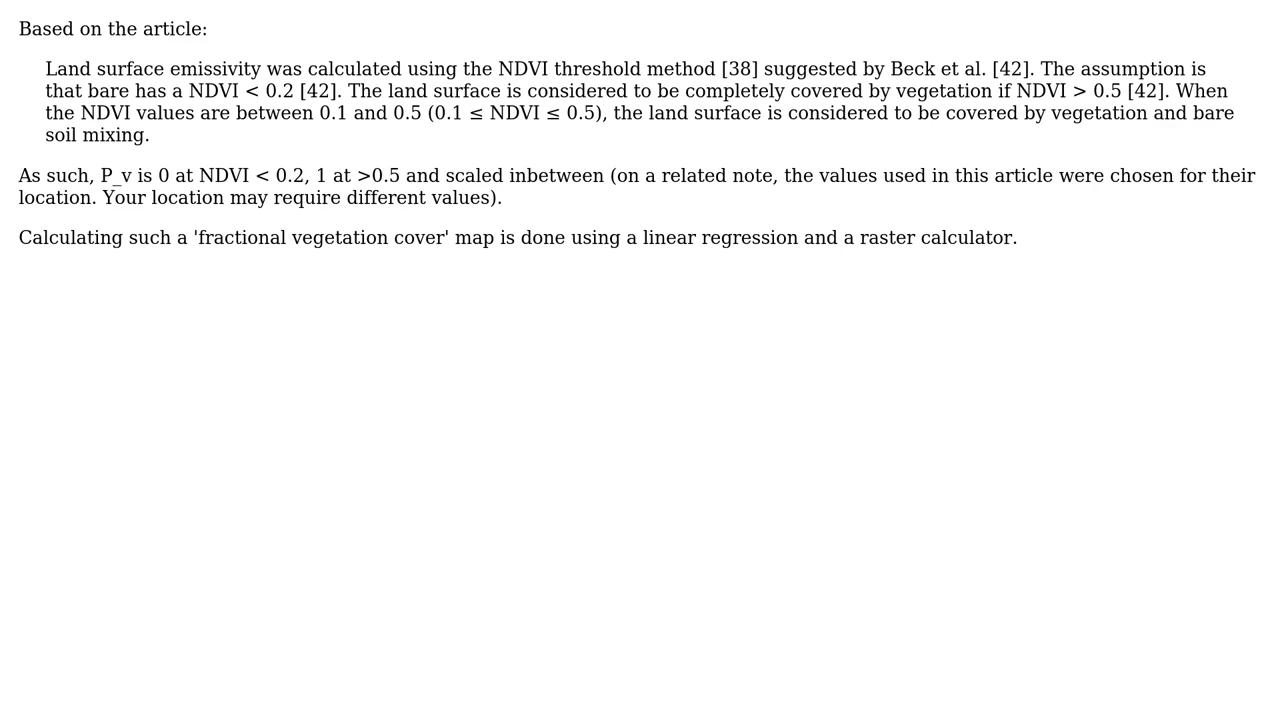 Based on the article:
Land surface emissivity was calculated using the NDVI threshold method [38] suggested by Beck et al. [42]. The assumption is
that bare has a NDVI < 0.2 [42]. The land surface is considered to be completely covered by vegetation if NDVI > 0.5 [42]. When
the NDVI values are between 0.1 and 0.5 (0.1 ≤ NDVI ≤ 0.5), the land surface is considered to be covered by vegetation and bare
soil mixing.
As such, P_v is 0 at NDVI < 0.2, 1 at >0.5 and scaled inbetween (on a related note, the values used in this article were chosen for their
location. Your location may require different values).
Calculating such a 'fractional vegetation cover' map is done using a linear regression and a raster calculator.